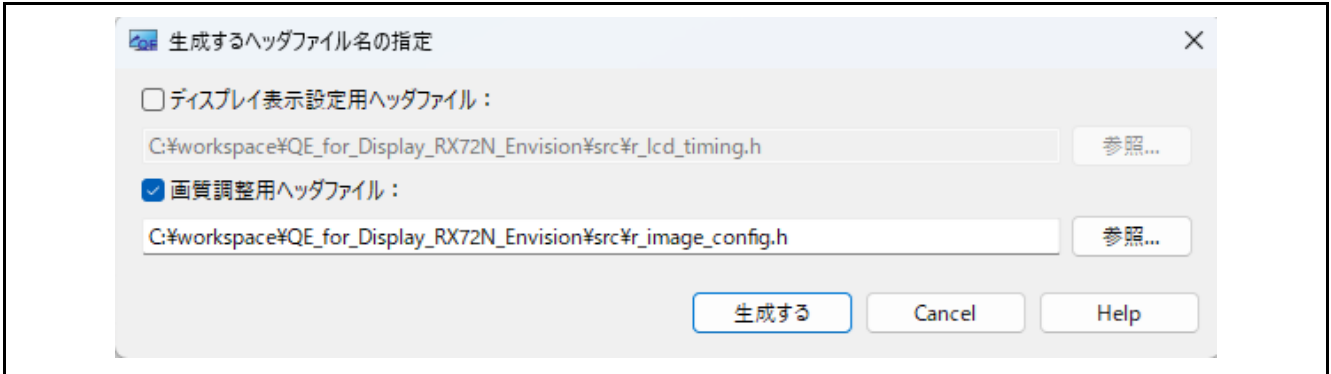 生成するヘッダファイル名の指定
ディスプレイ表示設定用ヘッダファイル：
C:¥workspace¥QE_for_Display_RX72N_Envision¥src¥r_lcd_timing.h 参照...
画質調整用ヘッダファイル：
C:¥workspace¥QE_for_Display_RX72N_Envision¥src¥r_image_config.h 参照...
生成する Cancel Help